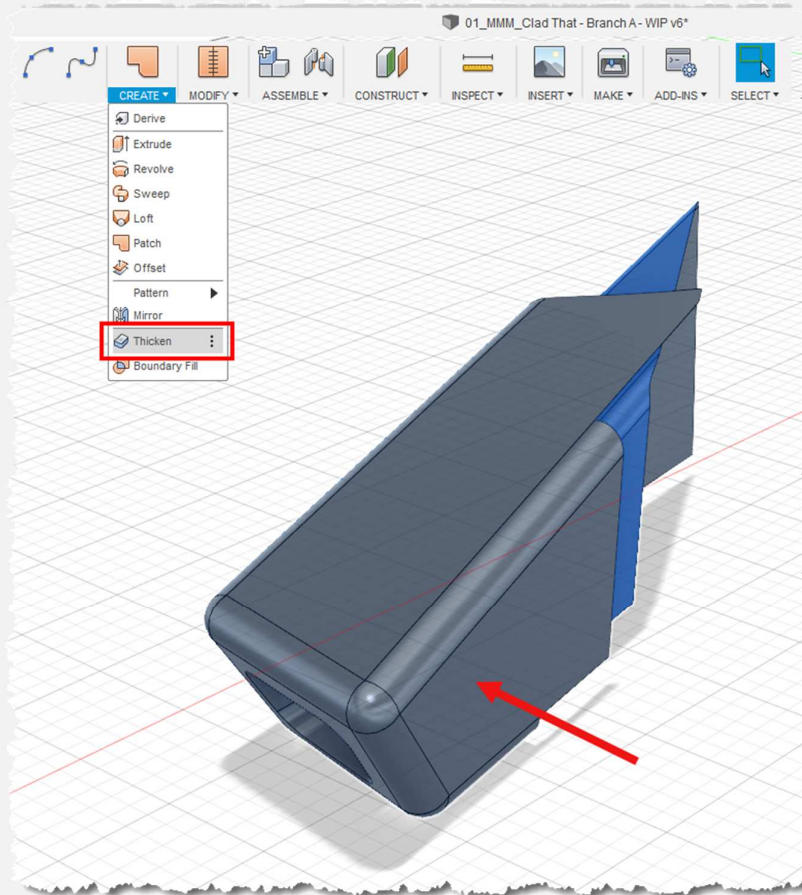 01_MMM_Clad That - Branch A - WIP v6*
CREATE ▾ MODIFY ▾ ASSEMBLE ▾ CONSTRUCT ▾ INSPECT ▾ INSERT ▾ MAKE ▾ ADD-INS ▾ SELECT ▾
Derive
Extrude
Revolve
Sweep
Loft
Patch
Offset
Pattern
Mirror
Thicken
Boundary Fill